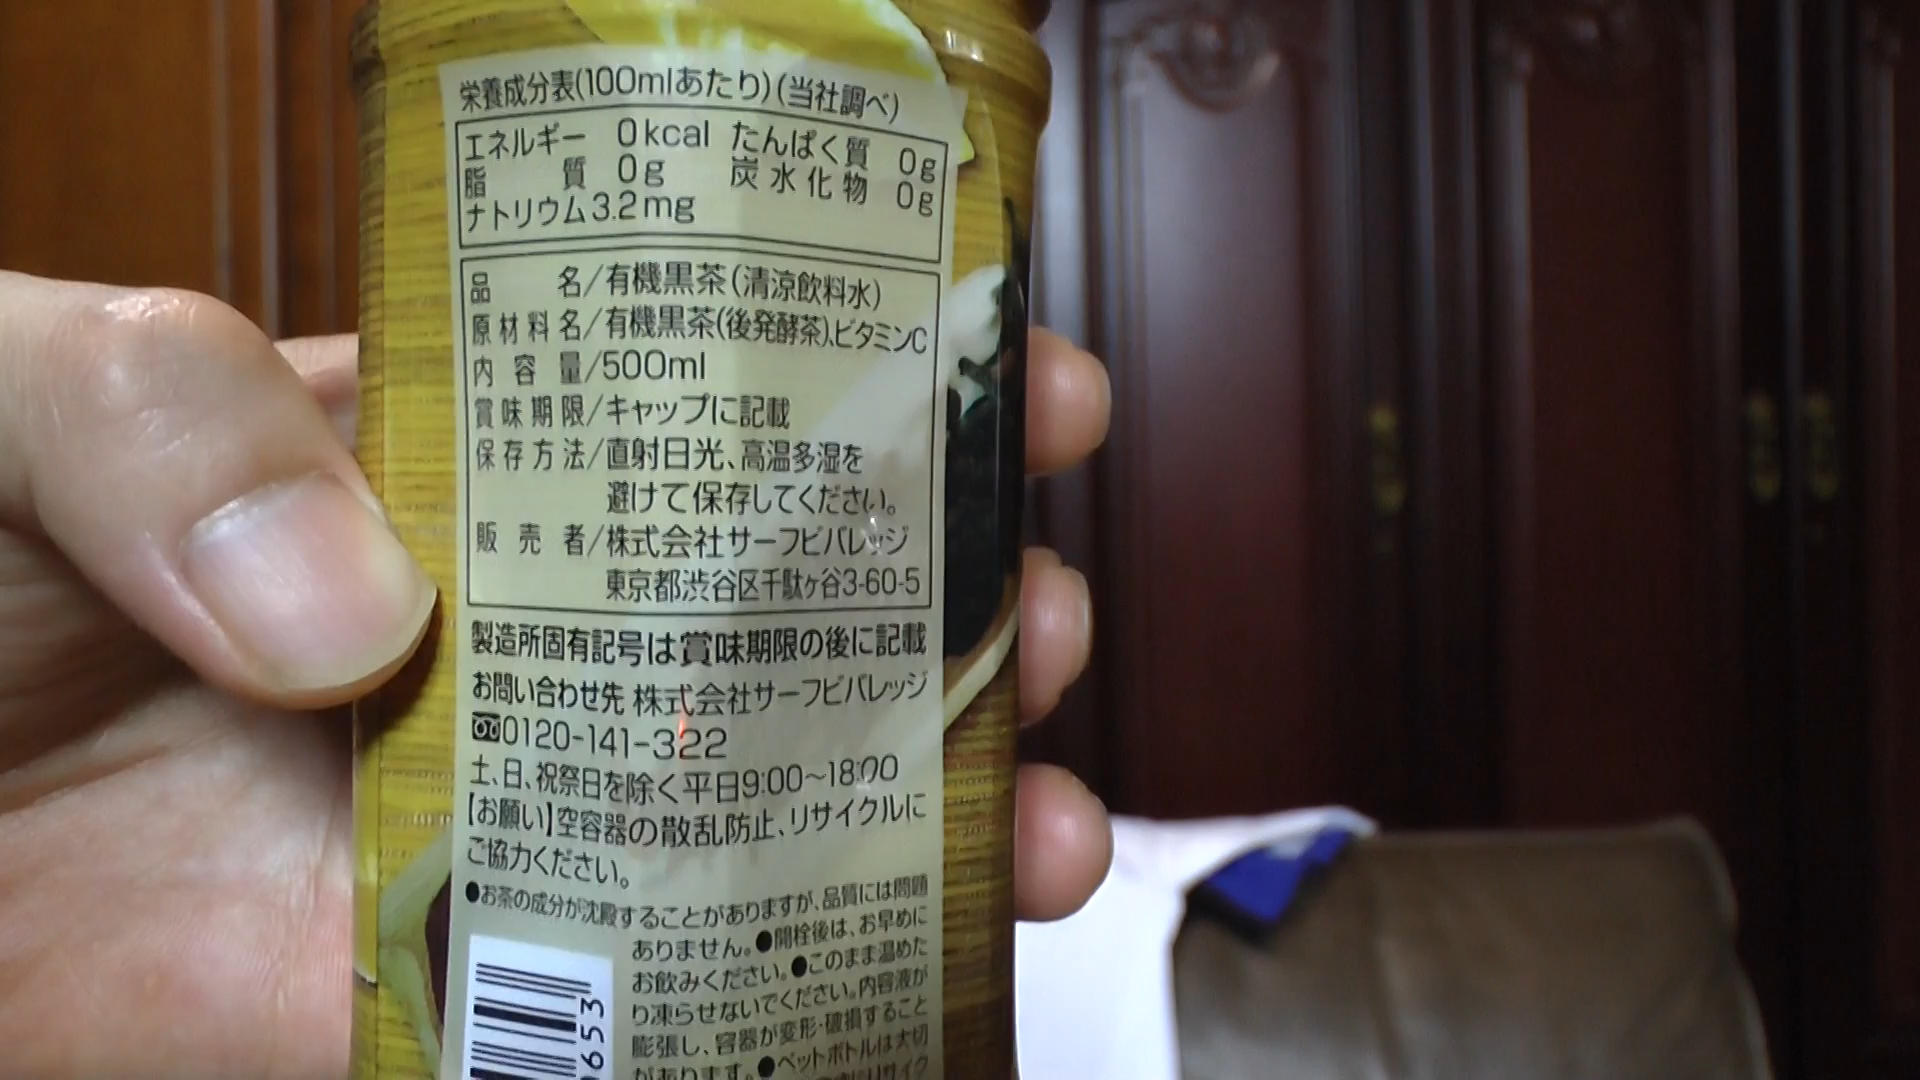 栄養成分表(100mlあたり)(当社調べ)
エネルギー 0kcal たんぱく質 0g
脂質 0g 炭水化物 0g
ナトリウム3.2mg
品名/有機黒茶(清涼飲料水)
原材料名/有機黒茶(後発酵茶)、ビタミンC
内容量/500ml
賞味期限/キャップに記載
保存方法/直射日光、高温多湿を
避けて保存してください。
販売者/株式会社サーフビバレッジ
東京都渋谷区千駄ヶ谷3-60-5
製造所固有記号は賞味期限の後に記載
お問い合わせ先 株式会社サーフビバレッジ
0120-141-322
土、日、祝祭日を除く平日9:00~18:00
【お願い】空容器の散乱防止、リサイクルに
ご協力ください。
●お茶の成分が沈殿することがありますが、品質には問題
ありません。●開栓後は、お早めに
お飲みください。●このまま温めた
り凍らせないでください。内容液が
膨張し、容器が変形・破損すること
があります。●ペットボトルは大切
653